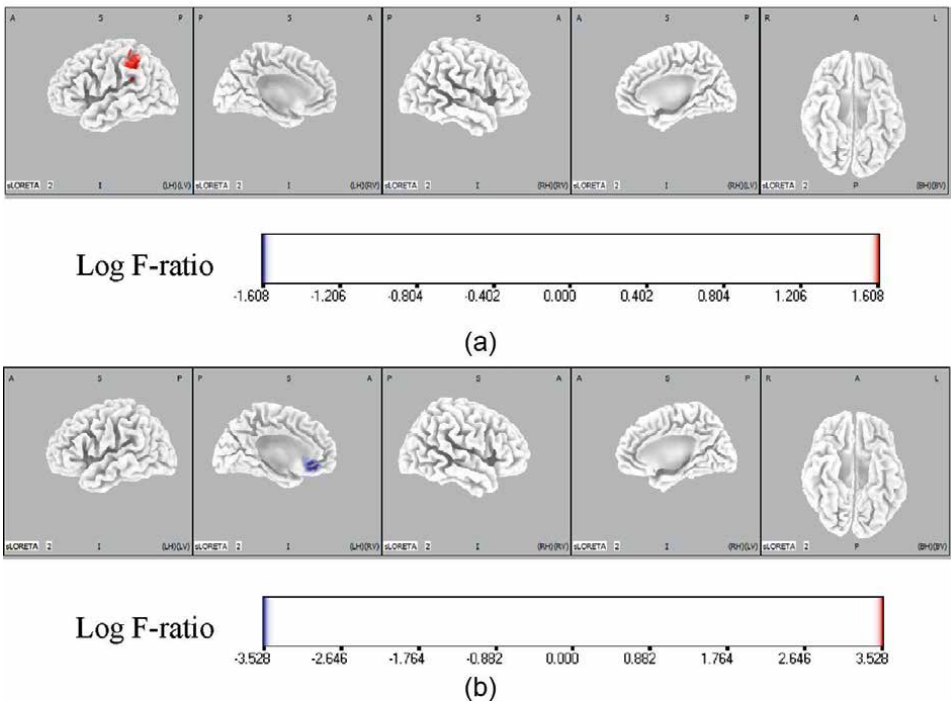 A S P P S A P S A A S P R A L
sLORETA 2 I (LH)(LV) sLORETA 2 I (LH)(RV) sLORETA 2 I (RH)(RV) sLORETA 2 I (RH)(LV) sLORETA 2 P (BH)(BV)
Log F-ratio
-1.608 -1.206 -0.804 -0.402 0.000 0.402 0.804 1.206 1.608
(a)
A S P P S A P S A A S P R A L
sLORETA 2 I (LH)(LV) sLORETA 2 I (LH)(RV) sLORETA 2 I (RH)(RV) sLORETA 2 I (RH)(LV) sLORETA 2 P (BH)(BV)
Log F-ratio
-3.528 -2.646 -1.764 -0.882 0.000 0.882 1.764 2.646 3.528
(b)